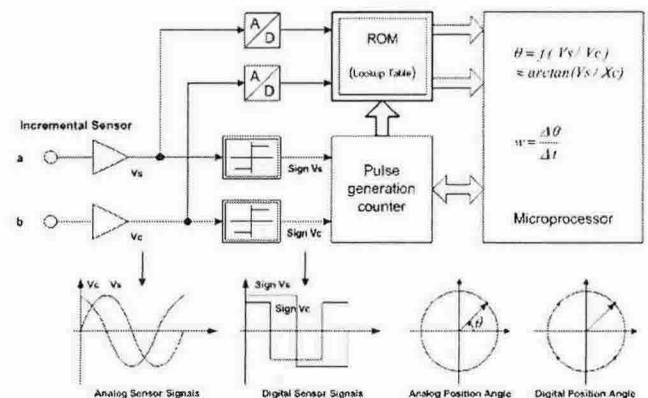 A
D
ROM
(Lookup Table)
A
D
θ = f( Vs / Vc )
≈ arctan(Vs / Xc)
Incremental Sensor
a
Vs
Sign Vs
Pulse
generation
counter
w = Δθ
Δt
b
Vc
Sign Vc
Microprocessor
Vc Vs
Sign Vs
Sign Vc
θ
Analog Sensor Signals
Digital Sensor Signals
Analog Position Angle
Digital Position Angle